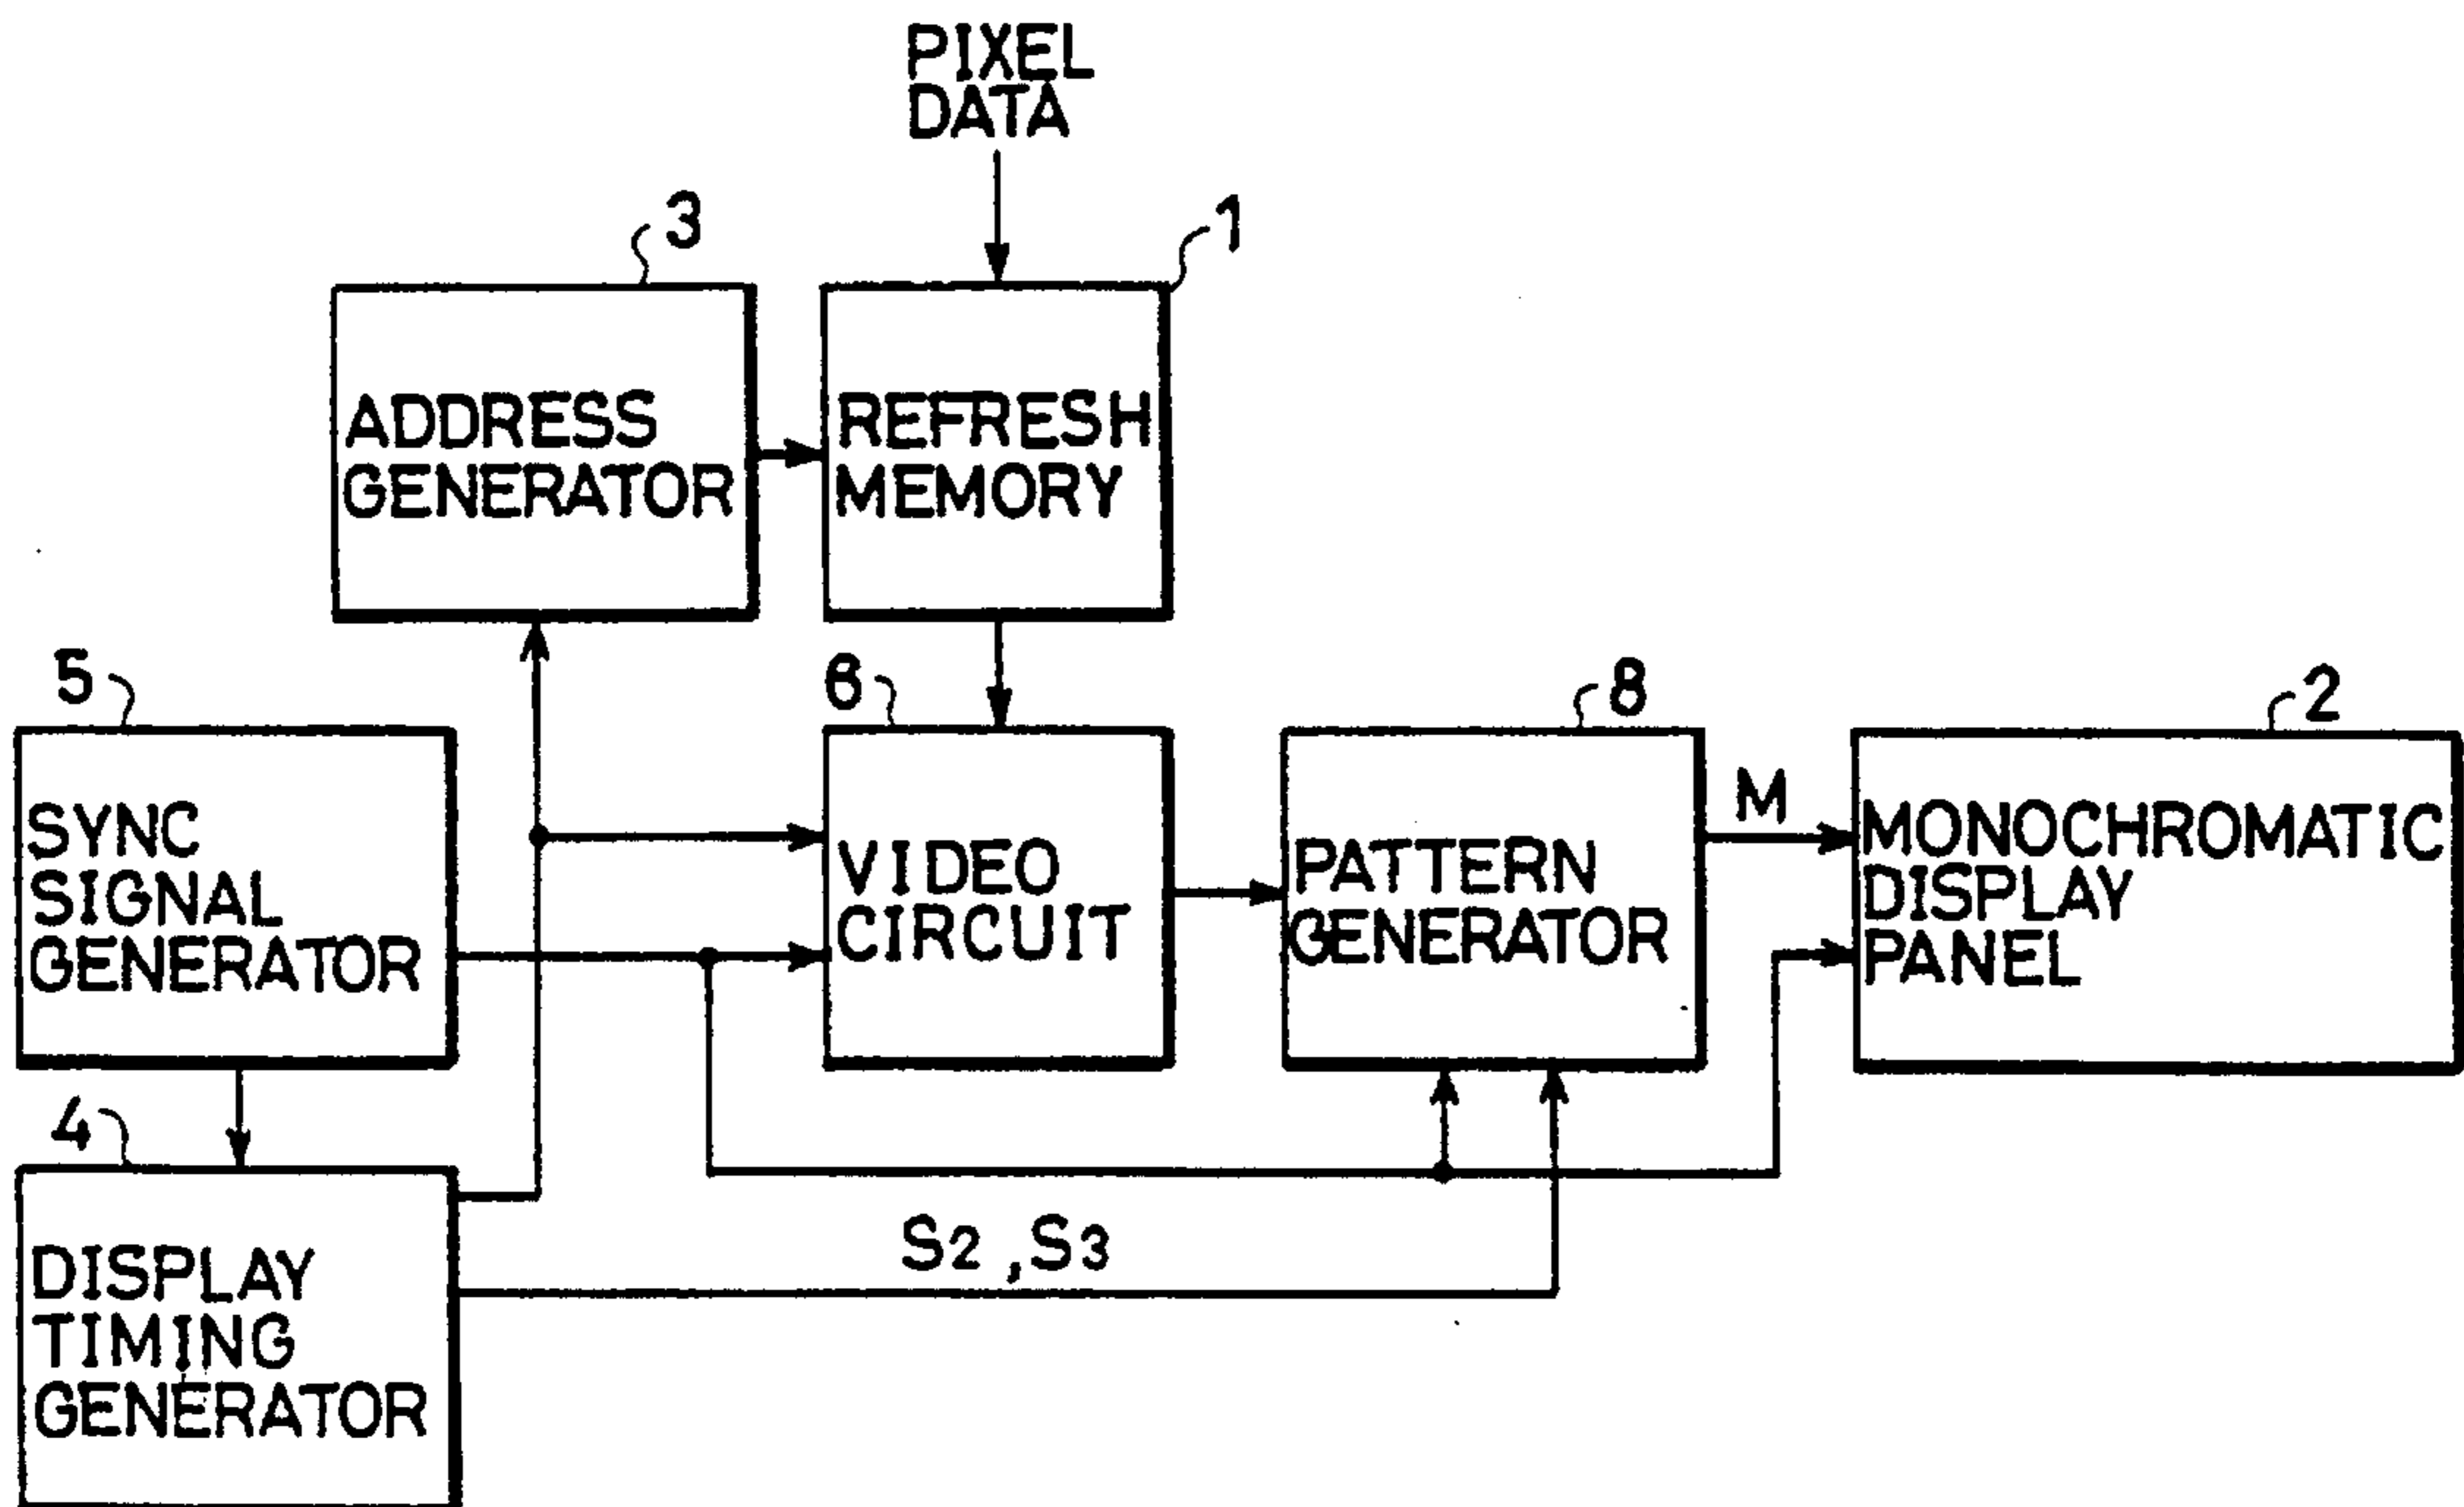 PIXEL
DATA
3
1
ADDRESS
GENERATOR
REFRESH
MEMORY
5
6
8
2
SYNC
SIGNAL
GENERATOR
VIDEO
CIRCUIT
PATTERN
GENERATOR
M
MONOCHROMATIC
DISPLAY
PANEL
4
DISPLAY
TIMING
GENERATOR
S2 ,S3